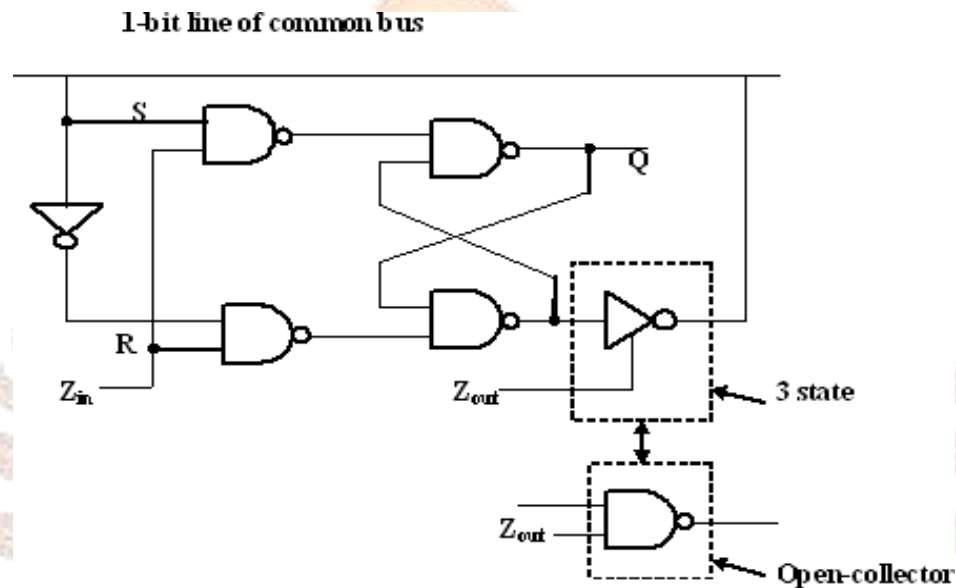 1-bit line of common bus
S
Q
R
Zin
Zout
3 state
Zout
Open-collector